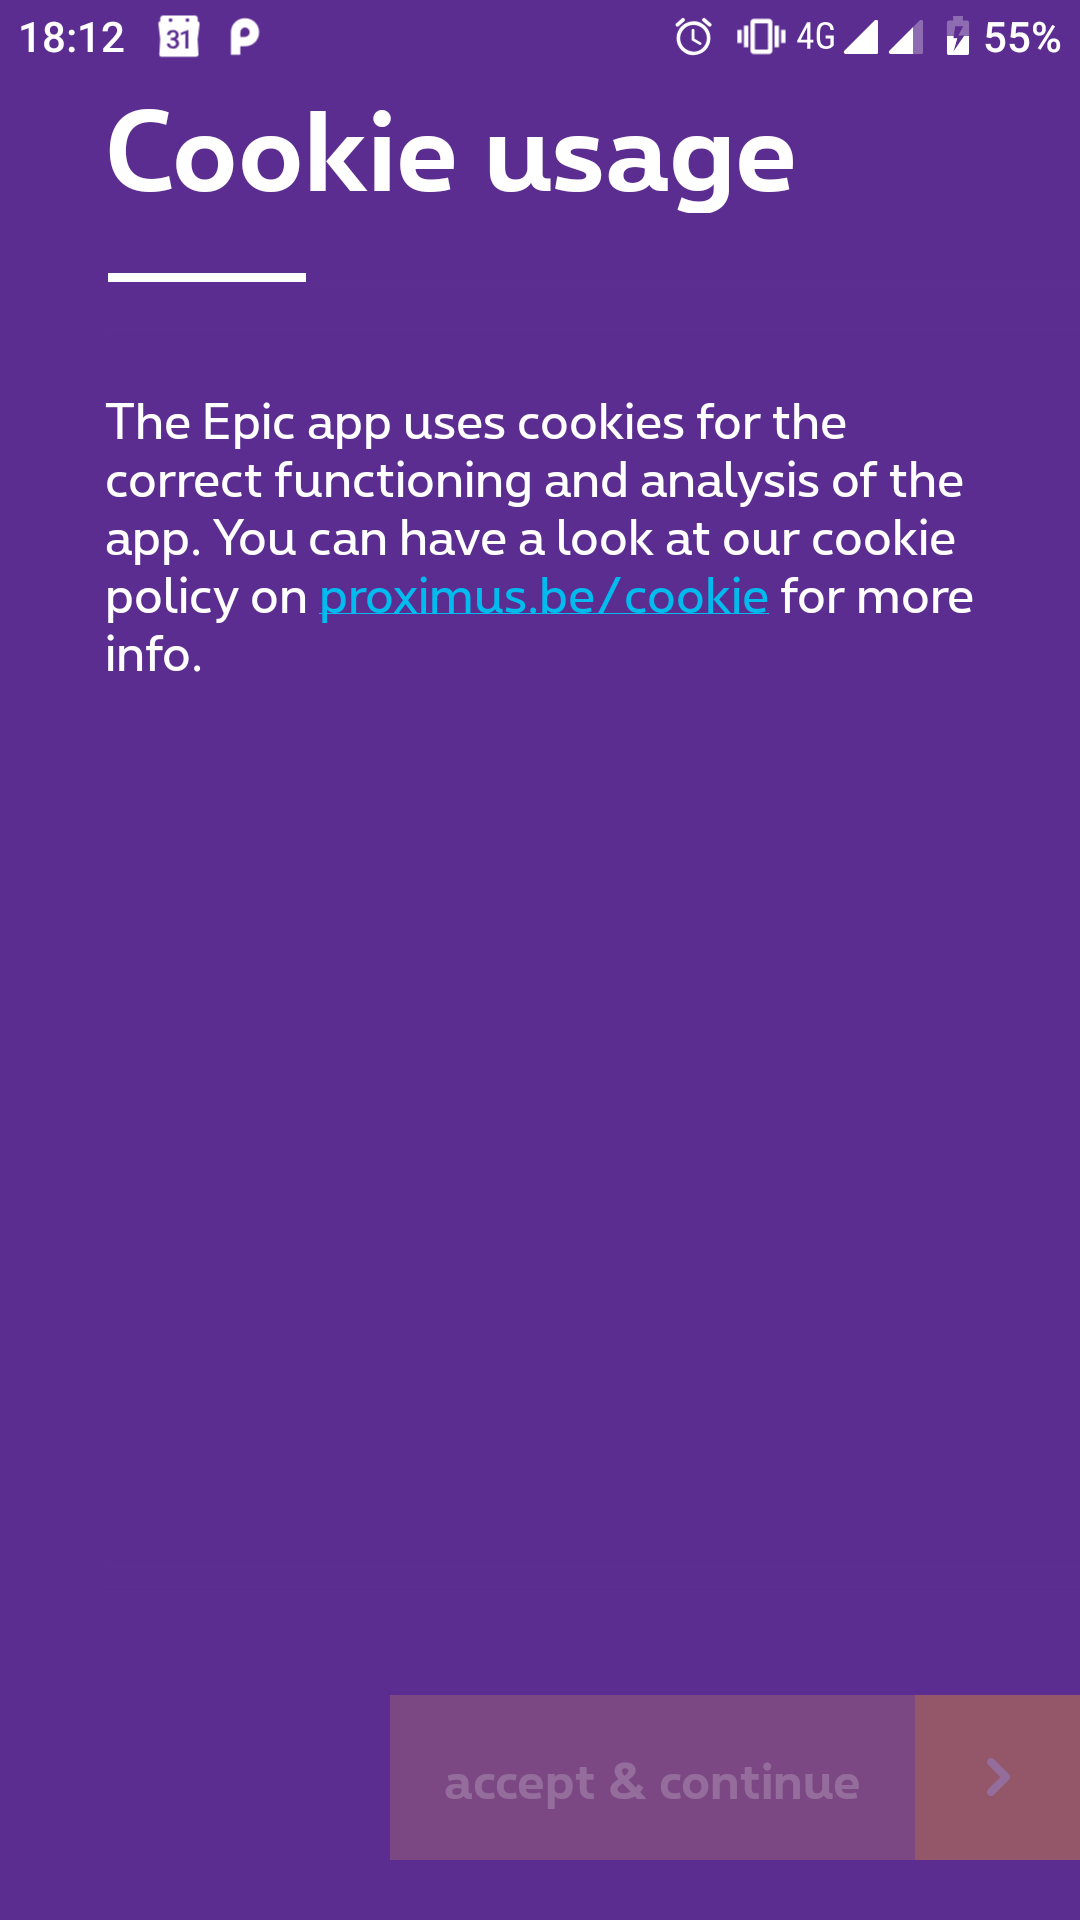 18:12 31 4G 55%
Cookie usage
The Epic app uses cookies for the
correct functioning and analysis of the
app. You can have a look at our cookie
policy on proximus.be/cookie for more
info.
accept & continue